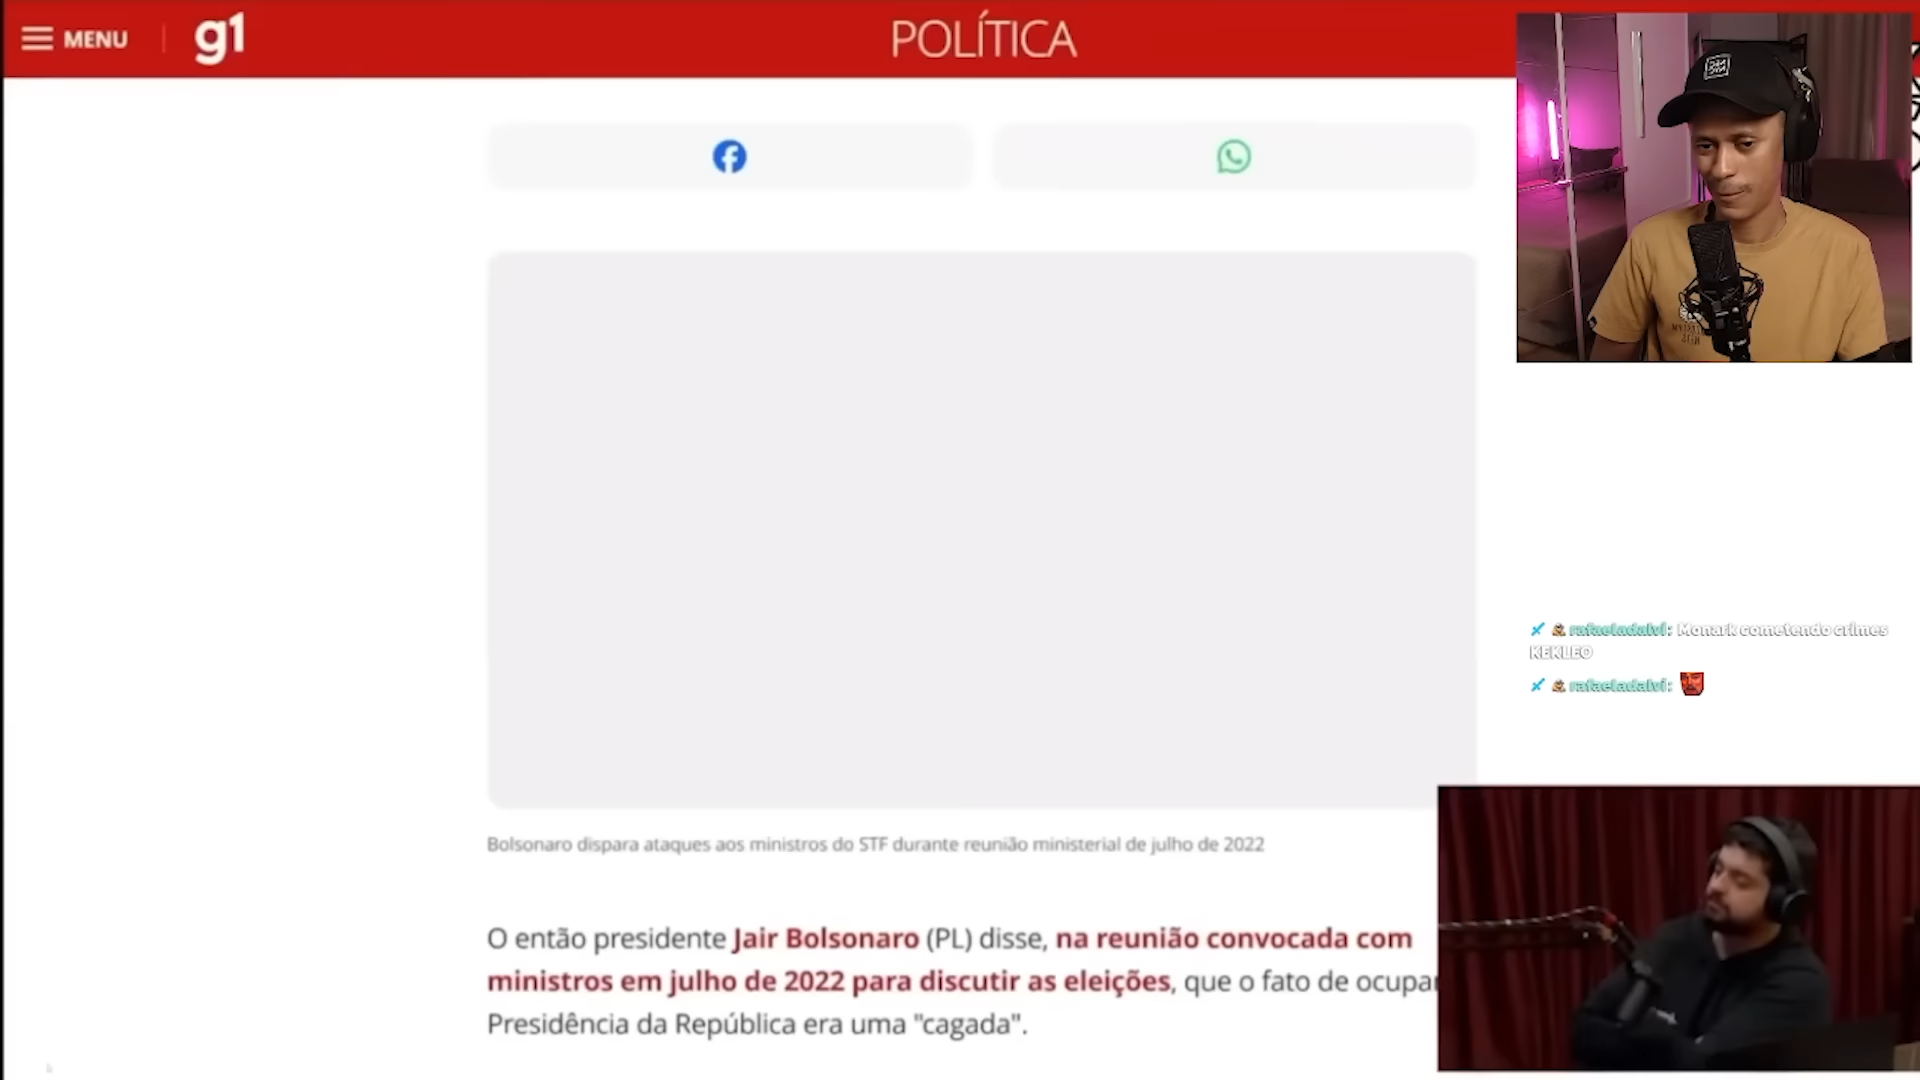 MENU
g1
POLÍTICA
rafaeladalvi: Monark cometendo crimes
KEKLEO
rafaeladalvi:
Bolsonaro dispara ataques aos ministros do STF durante reunião ministerial de julho de 2022
O então presidente Jair Bolsonaro (PL) disse, na reunião convocada com
ministros em julho de 2022 para discutir as eleições, que o fato de ocupar
Presidência da República era uma "cagada".